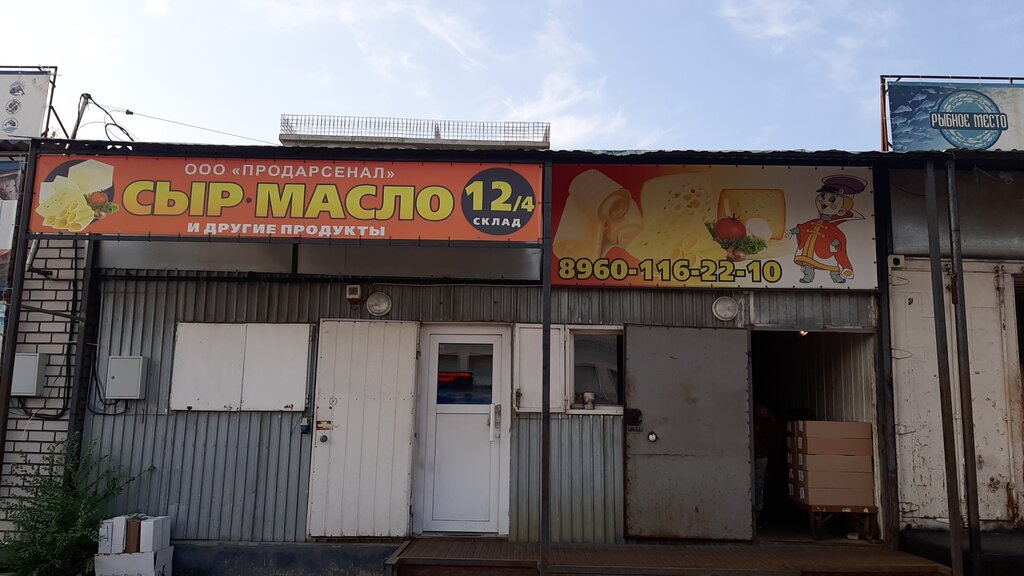 ООО «ПРОДАРСЕНАЛ»
СЫР·МАСЛО
И ДРУГИЕ ПРОДУКТЫ
12/4
СКЛАД
8960-116-22-10
РЫБНОЕ МЕСТО